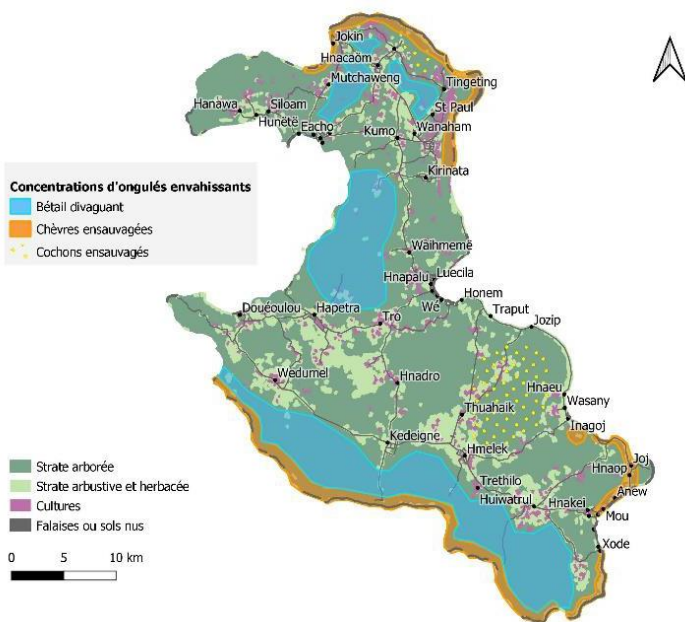 Jokin
Hnacaöm
Mutchaweng
Tingeting
Hanawa
Siloam
St Paul
Hunëtë
Eacho
Kumo
Wanaham
Kirinata
Concentrations d'ongulés envahissants
Bétail divaguant
Chèvres ensauvagées
Cochons ensauvagés
Wäihmemë
Hnapalu
Luecila
Wé
Honem
Douéoulou
Hapetra
Tro
Traput
Jozip
Wedumel
Hnadro
Hnaeu
Wasany
Thuahaik
Inagoj
Kedeigne
Hmelek
Joj
Hnaop
Strate arborée
Strate arbustive et herbacée
Cultures
Falaises ou sols nus
Trethilo
Huiwatrul
Hnakei
Anew
Mou
Xode
0 5 10 km